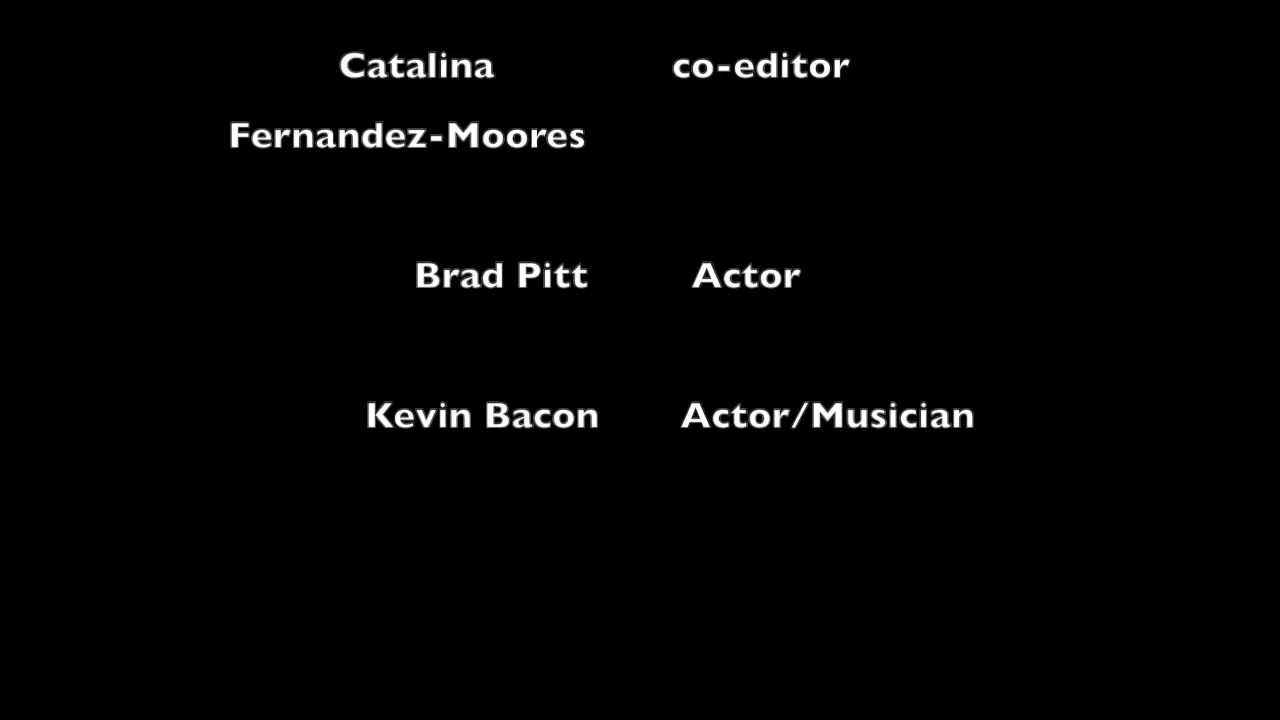 Catalina co-editor
Fernandez-Moores
Brad Pitt Actor
Kevin Bacon Actor/Musician